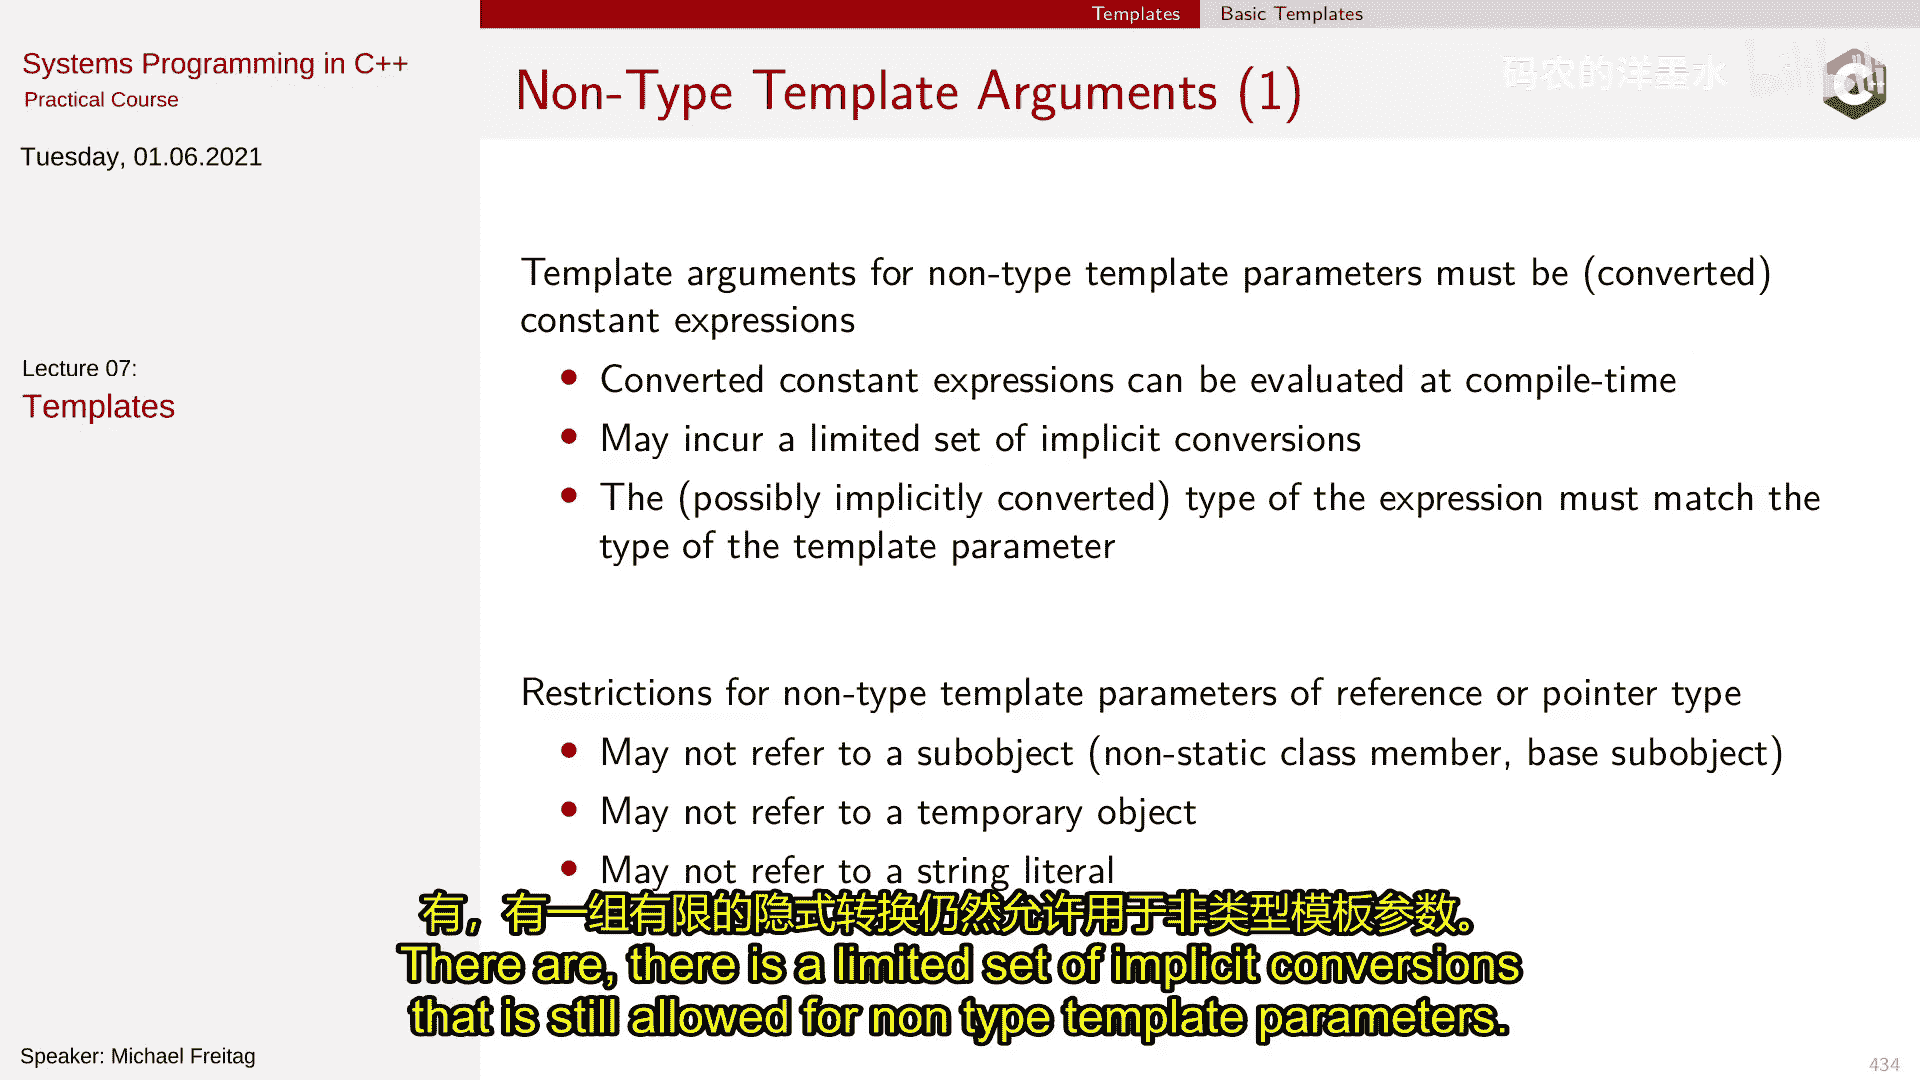 Templates
Basic Templates
Systems Programming in C++
Practical Course
Tuesday, 01.06.2021
Lecture 07:
Templates
Speaker: Michael Freitag
Non-Type Template Arguments (1)
码农的洋墨水
Template arguments for non-type template parameters must be (converted)
constant expressions
• Converted constant expressions can be evaluated at compile-time
• May incur a limited set of implicit conversions
• The (possibly implicitly converted) type of the expression must match the
type of the template parameter
Restrictions for non-type template parameters of reference or pointer type
• May not refer to a subobject (non-static class member, base subobject)
• May not refer to a temporary object
• May not refer to a string literal
有，有一组有限的隐式转换仍然允许用于非类型模板参数。
There are, there is a limited set of implicit conversions
that is still allowed for non type template parameters.
434